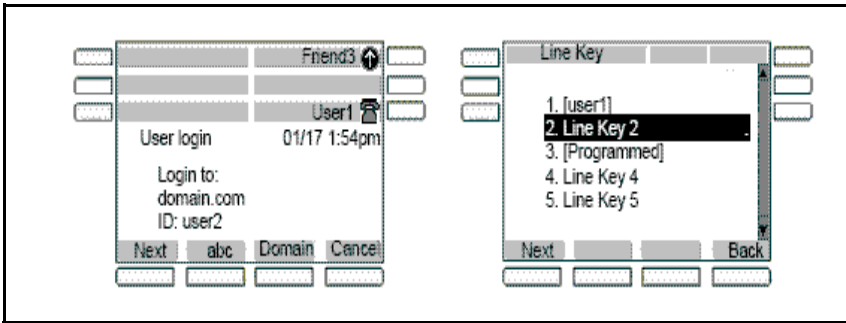 Friend3
User1
User login 01/17 1:54pm
Login to:
domain.com
ID: user2
Next abc Domain Cancel
Line Key
1. [user1]
2. Line Key 2
3. [Programmed]
4. Line Key 4
5. Line Key 5
Next Back